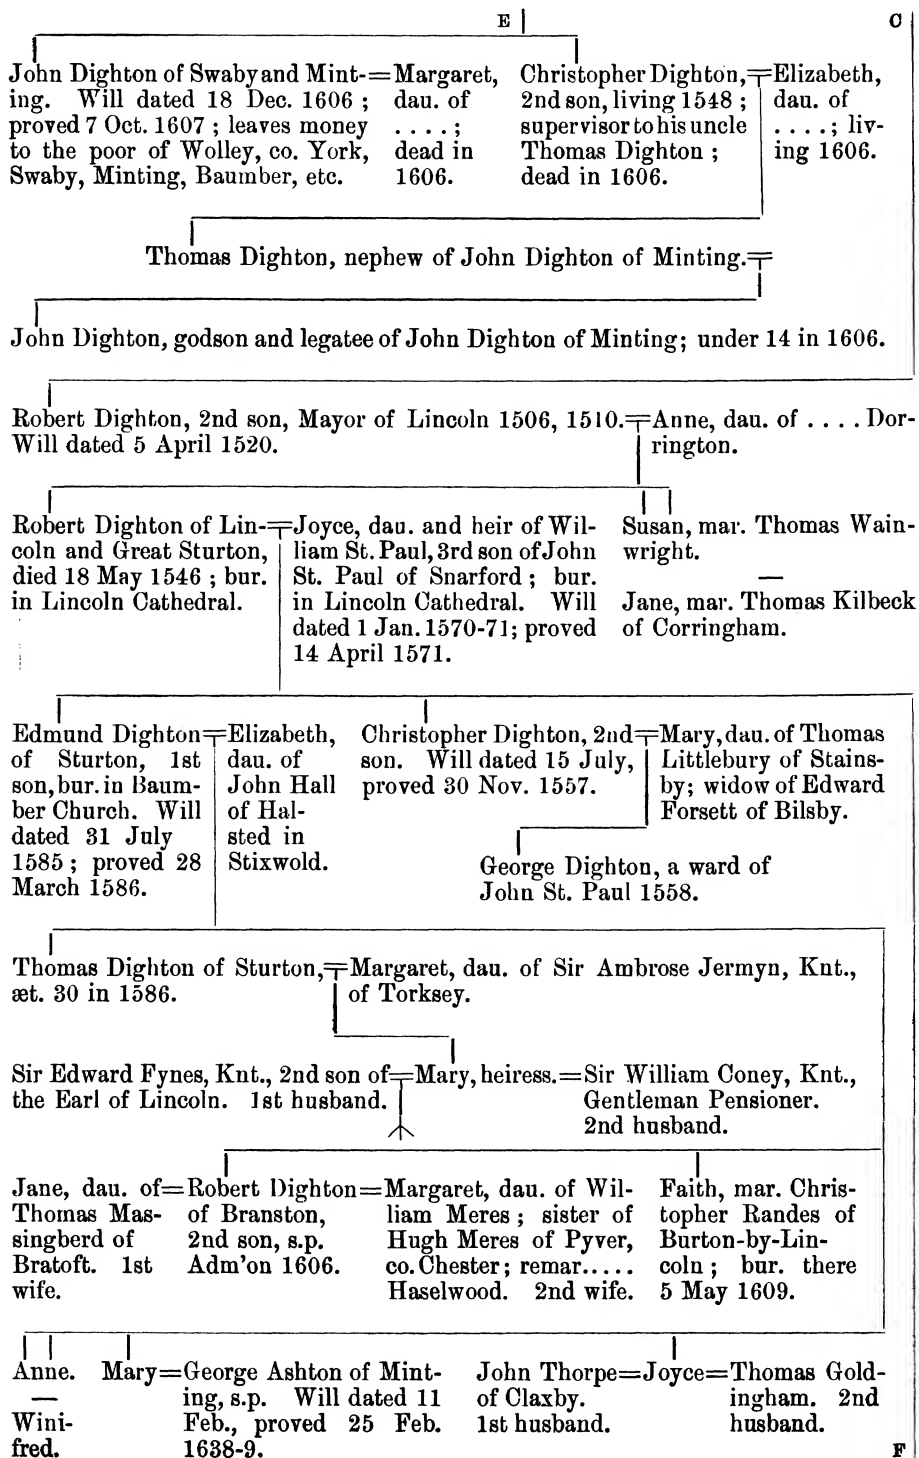 E C
John Dighton of Swaby and Mint-=Margaret,
ing. Will dated 18 Dec. 1606 ; dau. of
proved 7 Oct. 1607 ; leaves money . . . . ;
to the poor of Wolley, co. York, dead in
Swaby, Minting, Baumber, etc. 1606.
Christopher Dighton,=Elizabeth,
2nd son, living 1548 ; dau. of
supervisor to his uncle . . . . ; liv-
Thomas Dighton ; ing 1606.
dead in 1606.
Thomas Dighton, nephew of John Dighton of Minting.=
John Dighton, godson and legatee of John Dighton of Minting; under 14 in 1606.
Robert Dighton, 2nd son, Mayor of Lincoln 1506, 1510.=Anne, dau. of . . . . Dor-
Will dated 5 April 1520. rington.
Robert Dighton of Lin-=Joyce, dau. and heir of Wil-
coln and Great Sturton, liam St. Paul, 3rd son of John
died 18 May 1546 ; bur. St. Paul of Snarford ; bur.
in Lincoln Cathedral. in Lincoln Cathedral. Will
dated 1 Jan. 1570-71; proved
14 April 1571.
Susan, mar. Thomas Wain-
wright.
—
Jane, mar. Thomas Kilbeck
of Corringham.
Edmund Dighton=Elizabeth,
of Sturton, 1st dau. of
son, bur. in Baum- John Hall
ber Church. Will of Hal-
dated 31 July sted in
1585 ; proved 28 Stixwold.
March 1586.
Christopher Dighton, 2nd=Mary, dau. of Thomas
son. Will dated 15 July, Littlebury of Stains-
proved 30 Nov. 1557. by; widow of Edward
Forsett of Bilsby.
George Dighton, a ward of
John St. Paul 1558.
Thomas Dighton of Sturton,=Margaret, dau. of Sir Ambrose Jermyn, Knt.,
æt. 30 in 1586. of Torksey.
Sir Edward Fynes, Knt., 2nd son of=Mary, heiress.=Sir William Coney, Knt.,
the Earl of Lincoln. 1st husband. Gentleman Pensioner.
2nd husband.
Jane, dau. of=Robert Dighton=Margaret, dau. of Wil-
Thomas Mas- of Branston, liam Meres ; sister of
singberd of 2nd son, s.p. Hugh Meres of Pyver,
Bratoft. 1st Adm'on 1606. co. Chester; remar.....
wife. Haselwood. 2nd wife.
Faith, mar. Chris-
topher Randes of
Burton-by-Lin-
coln ; bur. there
5 May 1609.
Anne.
—
Wini-
fred.
Mary=George Ashton of Mint-
ing, s.p. Will dated 11
Feb., proved 25 Feb.
1638-9.
John Thorpe=Joyce=Thomas Gold-
of Claxby. ingham. 2nd
1st husband. husband.
F